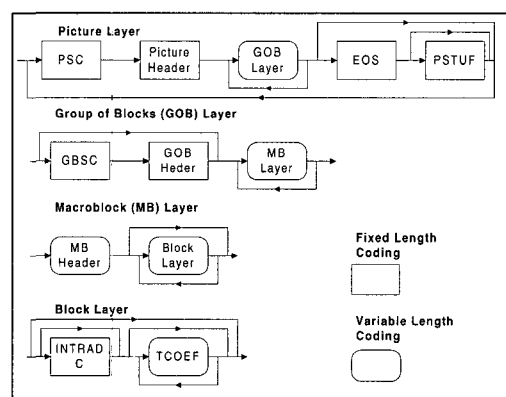 Picture Layer
PSC
Picture
Header
GOB
Layer
EOS
PSTUF
Group of Blocks (GOB) Layer
GBSC
GOB
Heder
MB
Layer
Macroblock (MB) Layer
MB
Header
Block
Layer
Fixed Length
Coding
Block Layer
INTRAD
C
TCOEF
Variable Length
Coding